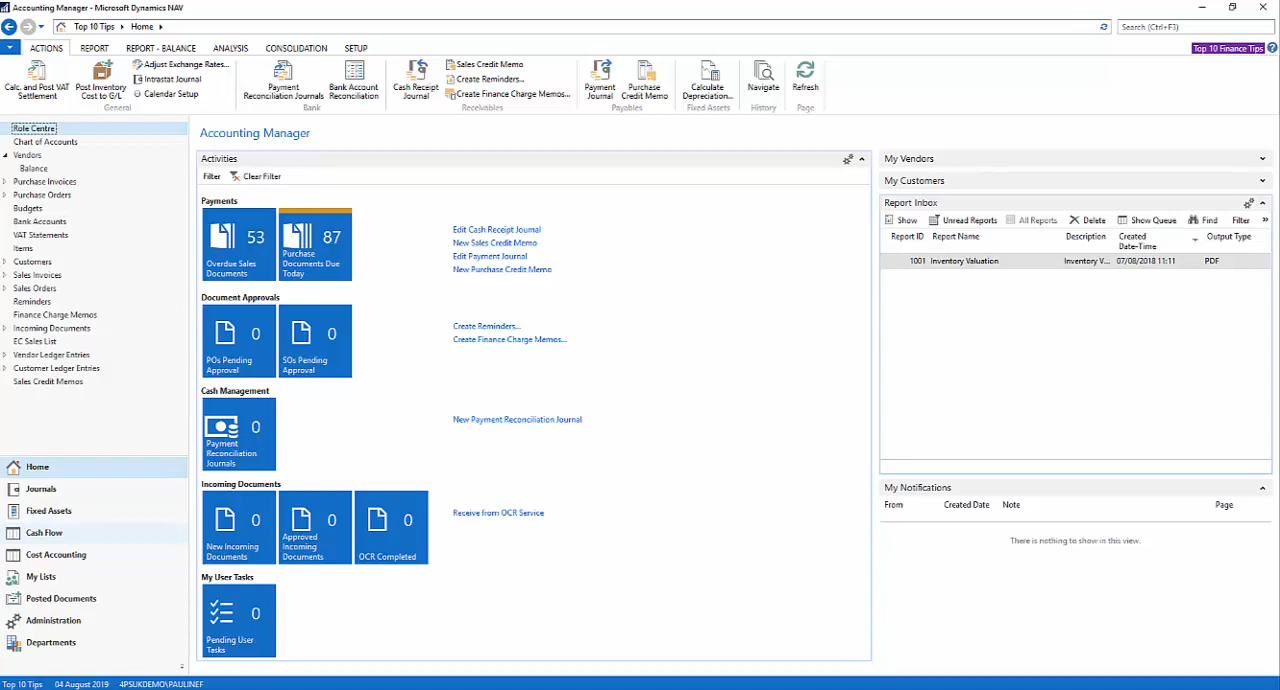 Accounting Manager - Microsoft Dynamics NAV
Top 10 Tips
Home
Search (Ctrl+F3)
ACTIONS
REPORT
REPORT - BALANCE
ANALYSIS
CONSOLIDATION
SETUP
Top 10 Finance Tips
Calc. and Post VAT Settlement
Post Inventory Cost to G/L
Adjust Exchange Rates...
Intrastat Journal
Calendar Setup
General
Payment Reconciliation Journals
Bank Account Reconciliation
Bank
Cash Receipt Journal
Sales Credit Memo
Create Reminders...
Create Finance Charge Memos...
Receivables
Payment Journal
Purchase Credit Memo
Payables
Calculate Depreciation...
Fixed Assets
Navigate
History
Refresh
Page
Role Centre
Chart of Accounts
Vendors
Balance
Purchase Invoices
Purchase Orders
Budgets
Bank Accounts
VAT Statements
Items
Customers
Sales Invoices
Sales Orders
Reminders
Finance Charge Memos
Incoming Documents
EC Sales List
Vendor Ledger Entries
Customer Ledger Entries
Sales Credit Memos
Home
Journals
Fixed Assets
Cash Flow
Cost Accounting
My Lists
Posted Documents
Administration
Departments
Accounting Manager
Activities
Filter
Clear Filter
Payments
53
Overdue Sales Documents
87
Purchase Documents Due Today
Edit Cash Receipt Journal
New Sales Credit Memo
Edit Payment Journal
New Purchase Credit Memo
Document Approvals
0
POs Pending Approval
0
SOs Pending Approval
Create Reminders...
Create Finance Charge Memos...
Cash Management
0
Payment Reconciliation Journals
New Payment Reconciliation Journal
Incoming Documents
0
New Incoming Documents
0
Approved Incoming Documents
0
OCR Completed
Receive from OCR Service
My User Tasks
0
Pending User Tasks
My Vendors
My Customers
Report Inbox
Show
Unread Reports
All Reports
Delete
Show Queue
Find
Filter
Report ID Report Name Description Created Date-Time Output Type
1001 Inventory Valuation Inventory V... 07/08/2018 11:11 PDF
My Notifications
From Created Date Note Page
There is nothing to show in this view.
Top 10 Tips 04 August 2019 4PSUKDEMO\PAULINEF